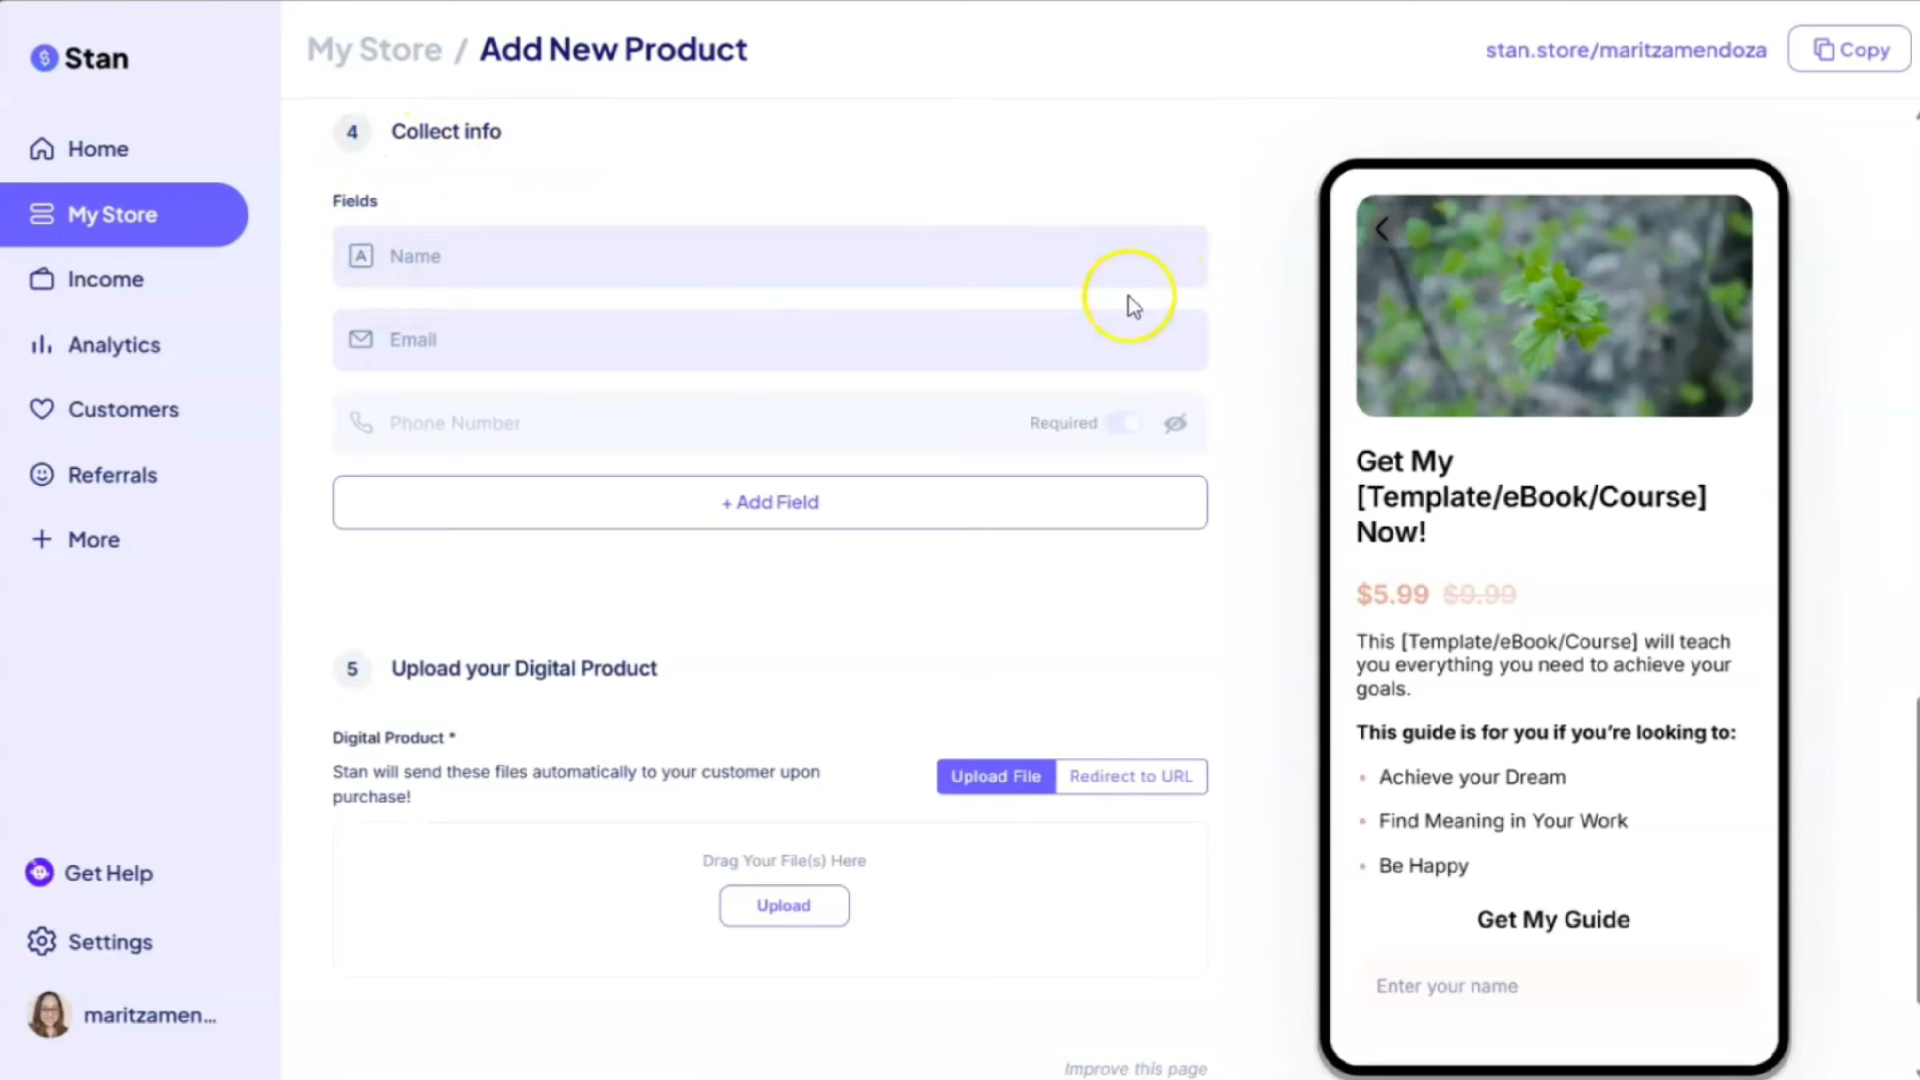 Stan
My Store / Add New Product
stan.store/maritzamendoza
Copy
Home
My Store
Income
Analytics
Customers
Referrals
More
Get Help
Settings
maritzamen...
4 Collect info
Fields
Name
Email
Phone Number
Required
+ Add Field
5 Upload your Digital Product
Digital Product *
Stan will send these files automatically to your customer upon
purchase!
Upload File
Redirect to URL
Drag Your File(s) Here
Upload
Improve this page
Get My
[Template/eBook/Course]
Now!
$5.99 $9.99
This [Template/eBook/Course] will teach
you everything you need to achieve your
goals.
This guide is for you if you're looking to:
• Achieve your Dream
• Find Meaning in Your Work
• Be Happy
Get My Guide
Enter your name